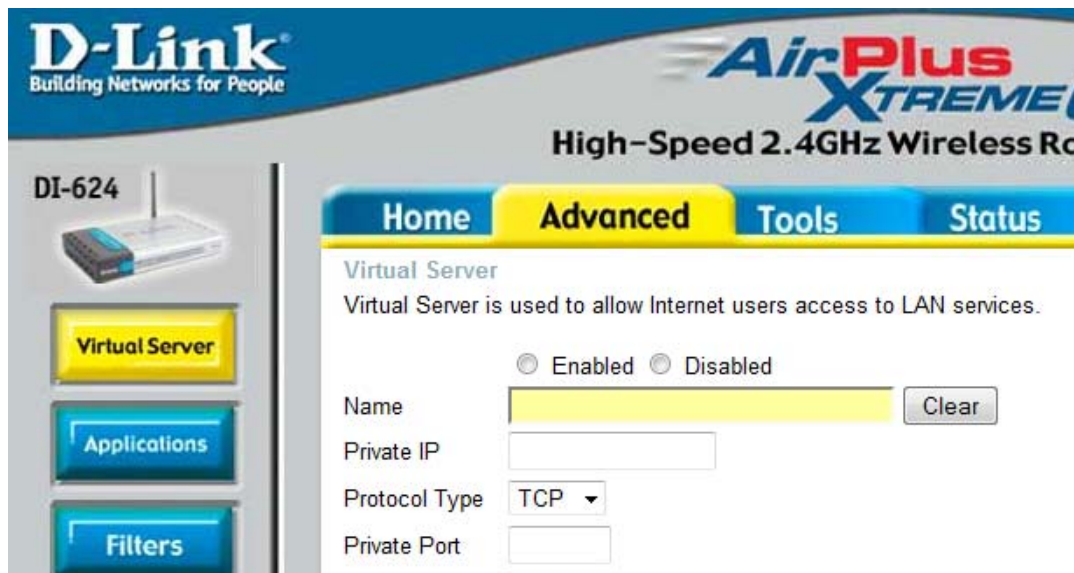 D-Link
Building Networks for People
AirPlus
XTREME
High-Speed 2.4GHz Wireless
DI-624
Home Advanced Tools Status
Virtual Server
Virtual Server is used to allow Internet users access to LAN services.
Virtual Server
Enabled Disabled
Name Clear
Applications
Private IP
Protocol Type TCP
Filters
Private Port